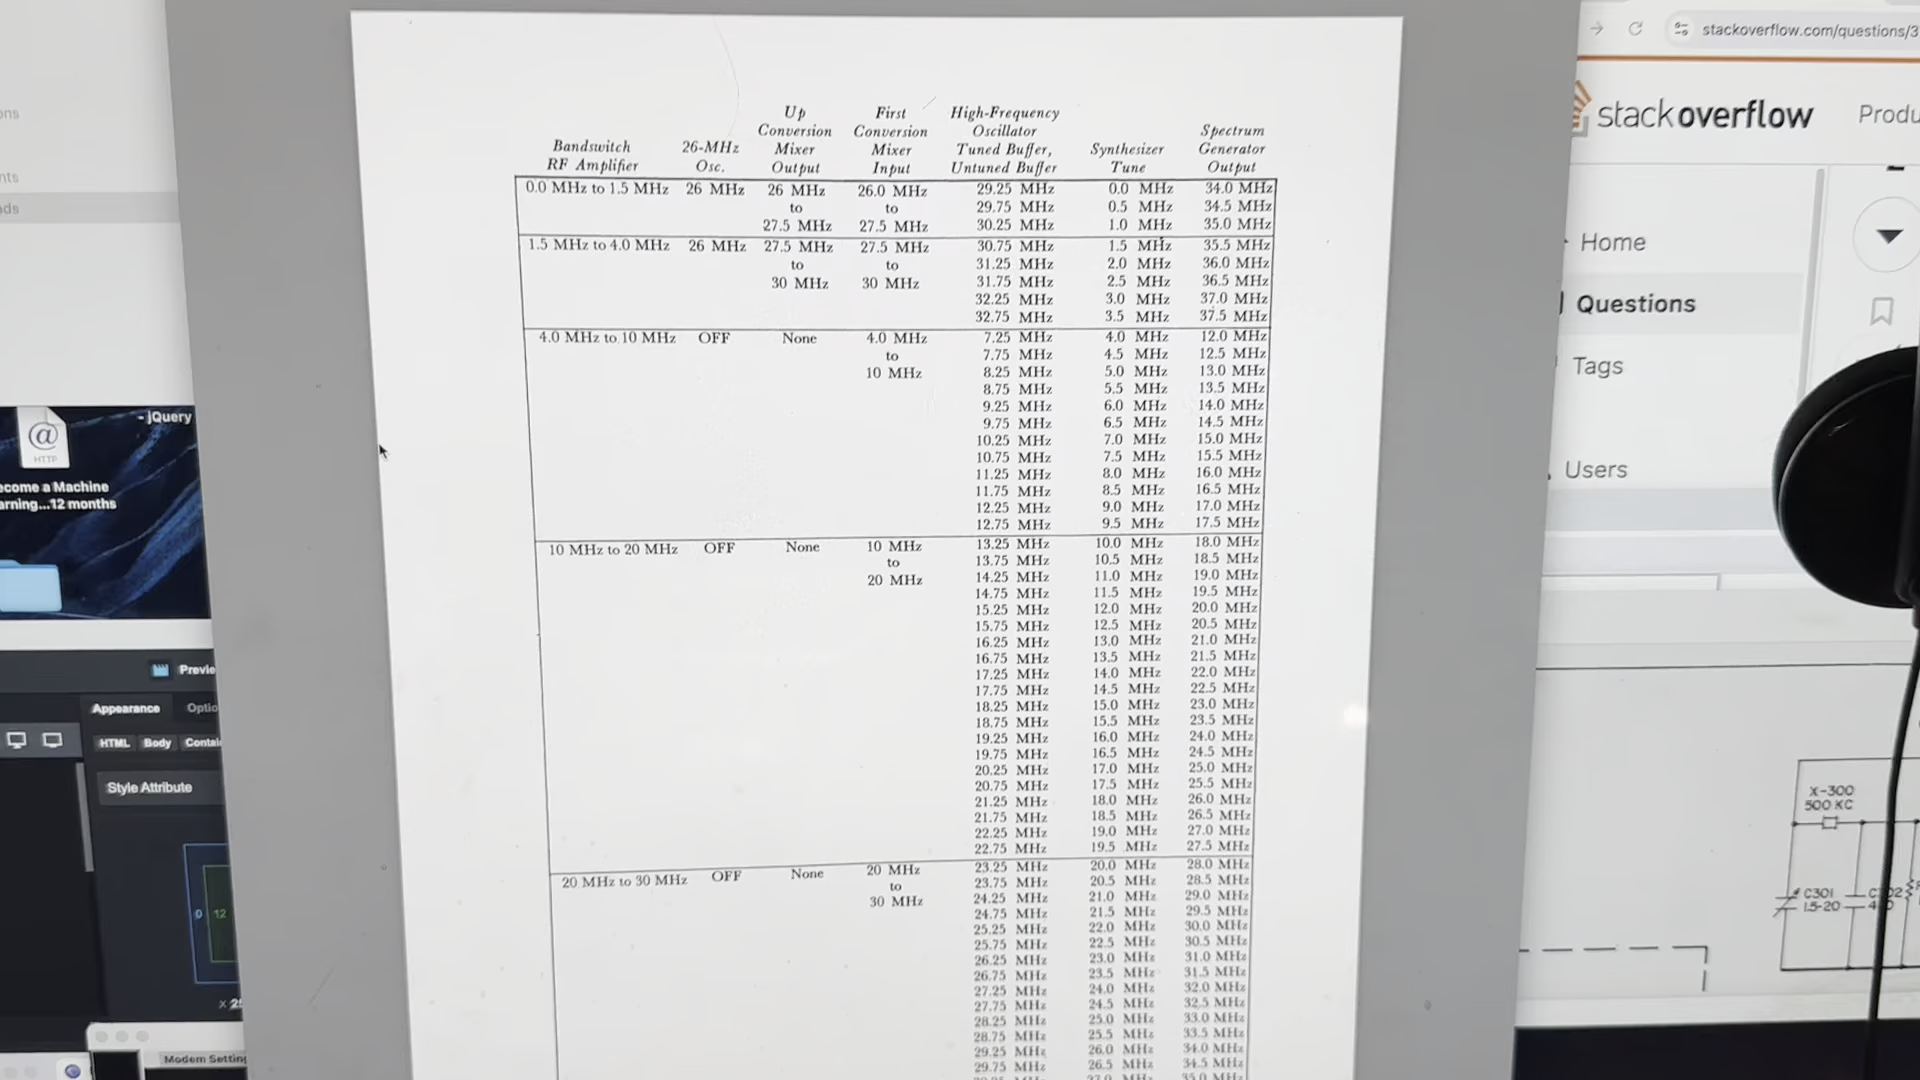 Up First High-Frequency
Conversion Conversion Oscillator Spectrum
Bandswitch 26-MHz Mixer Mixer Tuned Buffer, Synthesizer Generator
RF Amplifier Osc. Output Input Untuned Buffer Tune Output
0.0 MHz to 1.5 MHz 26 MHz 26 MHz 26.0 MHz 29.25 MHz 0.0 MHz 34.0 MHz
to to 29.75 MHz 0.5 MHz 34.5 MHz
27.5 MHz 27.5 MHz 30.25 MHz 1.0 MHz 35.0 MHz
1.5 MHz to 4.0 MHz 26 MHz 27.5 MHz 27.5 MHz 30.75 MHz 1.5 MHz 35.5 MHz
to to 31.25 MHz 2.0 MHz 36.0 MHz
30 MHz 30 MHz 31.75 MHz 2.5 MHz 36.5 MHz
32.25 MHz 3.0 MHz 37.0 MHz
32.75 MHz 3.5 MHz 37.5 MHz
4.0 MHz to 10 MHz OFF None 4.0 MHz 7.25 MHz 4.0 MHz 12.0 MHz
to 7.75 MHz 4.5 MHz 12.5 MHz
10 MHz 8.25 MHz 5.0 MHz 13.0 MHz
8.75 MHz 5.5 MHz 13.5 MHz
9.25 MHz 6.0 MHz 14.0 MHz
9.75 MHz 6.5 MHz 14.5 MHz
10.25 MHz 7.0 MHz 15.0 MHz
10.75 MHz 7.5 MHz 15.5 MHz
11.25 MHz 8.0 MHz 16.0 MHz
11.75 MHz 8.5 MHz 16.5 MHz
12.25 MHz 9.0 MHz 17.0 MHz
12.75 MHz 9.5 MHz 17.5 MHz
10 MHz to 20 MHz OFF None 10 MHz 13.25 MHz 10.0 MHz 18.0 MHz
to 13.75 MHz 10.5 MHz 18.5 MHz
20 MHz 14.25 MHz 11.0 MHz 19.0 MHz
14.75 MHz 11.5 MHz 19.5 MHz
15.25 MHz 12.0 MHz 20.0 MHz
15.75 MHz 12.5 MHz 20.5 MHz
16.25 MHz 13.0 MHz 21.0 MHz
16.75 MHz 13.5 MHz 21.5 MHz
17.25 MHz 14.0 MHz 22.0 MHz
17.75 MHz 14.5 MHz 22.5 MHz
18.25 MHz 15.0 MHz 23.0 MHz
18.75 MHz 15.5 MHz 23.5 MHz
19.25 MHz 16.0 MHz 24.0 MHz
19.75 MHz 16.5 MHz 24.5 MHz
20.25 MHz 17.0 MHz 25.0 MHz
20.75 MHz 17.5 MHz 25.5 MHz
21.25 MHz 18.0 MHz 26.0 MHz
21.75 MHz 18.5 MHz 26.5 MHz
22.25 MHz 19.0 MHz 27.0 MHz
22.75 MHz 19.5 MHz 27.5 MHz
20 MHz to 30 MHz OFF None 20 MHz 23.25 MHz 20.0 MHz 28.0 MHz
to 23.75 MHz 20.5 MHz 28.5 MHz
30 MHz 24.25 MHz 21.0 MHz 29.0 MHz
24.75 MHz 21.5 MHz 29.5 MHz
25.25 MHz 22.0 MHz 30.0 MHz
25.75 MHz 22.5 MHz 30.5 MHz
26.25 MHz 23.0 MHz 31.0 MHz
26.75 MHz 23.5 MHz 31.5 MHz
27.25 MHz 24.0 MHz 32.0 MHz
27.75 MHz 24.5 MHz 32.5 MHz
28.25 MHz 25.0 MHz 33.0 MHz
28.75 MHz 25.5 MHz 33.5 MHz
29.25 MHz 26.0 MHz 34.0 MHz
29.75 MHz 26.5 MHz 34.5 MHz
stackoverflow.com/questions/3
stackoverflow Produ
Home
Questions
Tags
Users
X-300
500 KC
C301
1.5-20
ons
nts
ads
- jQuery
@
HTTP
ecome a Machine
arning...12 months
Previe
Appearance Optio
HTML Body Contai
Style Attribute
0 12
Modem Setting